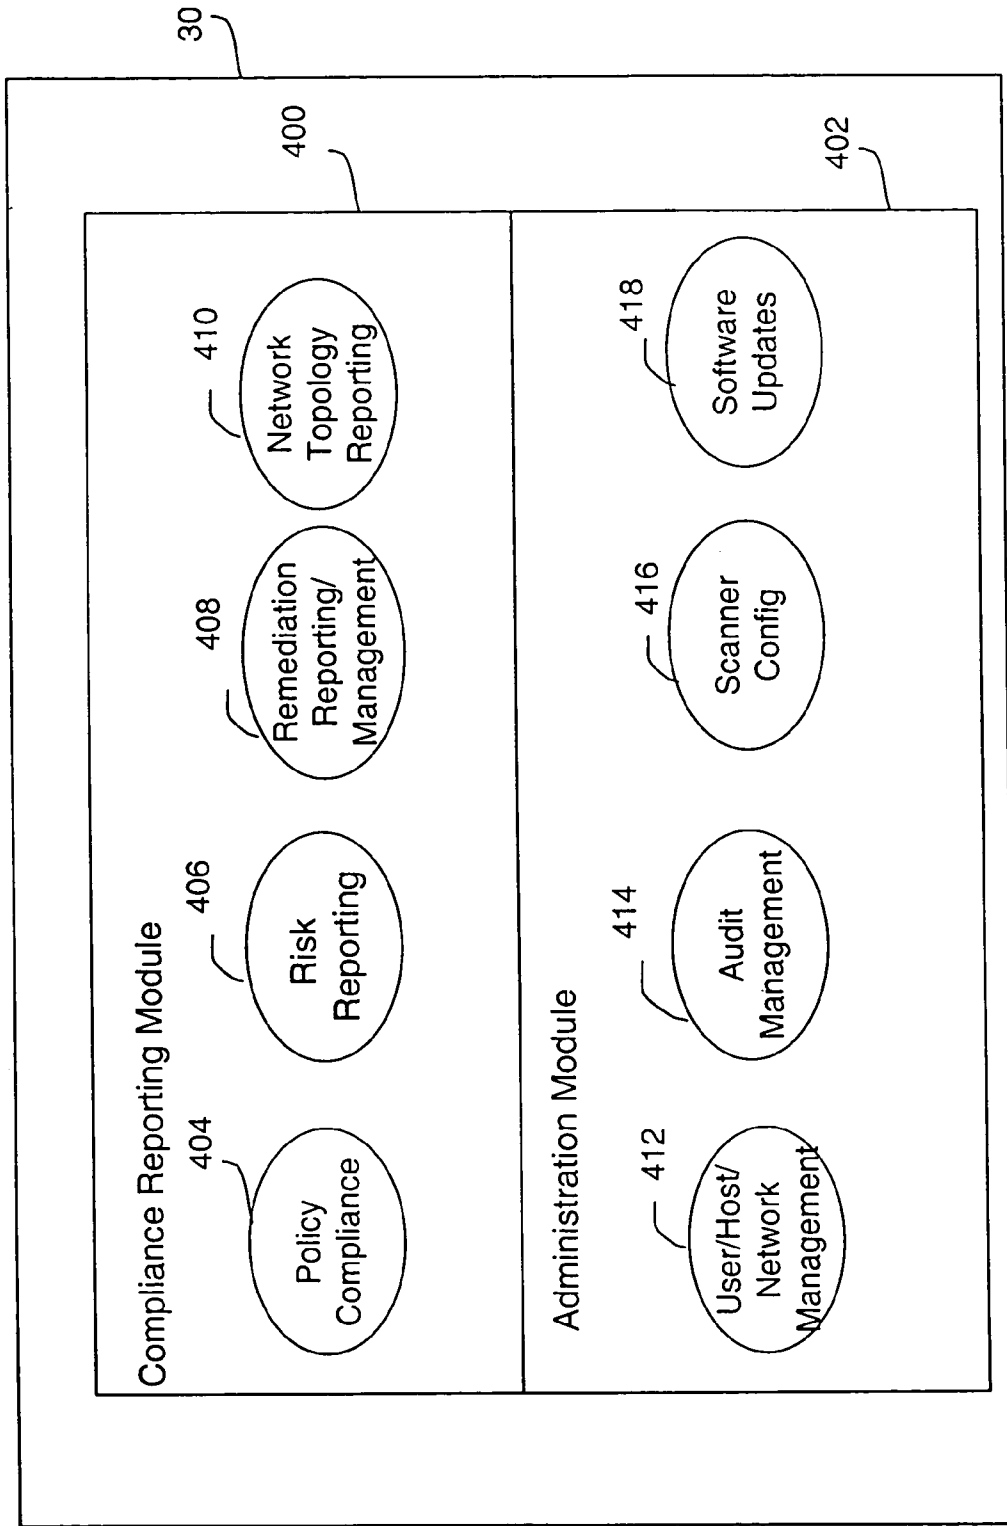 30
400
Compliance Reporting Module
404
Policy
Compliance
406
Risk
Reporting
408
Remediation
Reporting/
Management
410
Network
Topology
Reporting
402
Administration Module
412
User/Host/
Network
Management
414
Audit
Management
416
Scanner
Config
418
Software
Updates